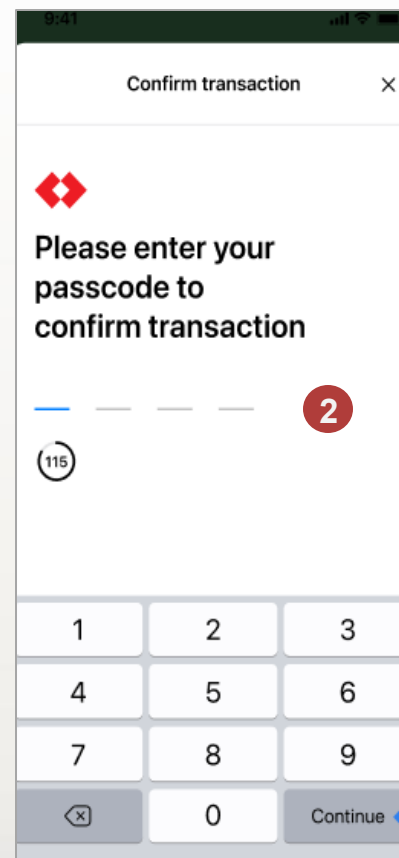 9:41
Confirm transaction
Please enter your
passcode to
confirm transaction
2
115
1 2 3
4 5 6
7 8 9
0 Continue